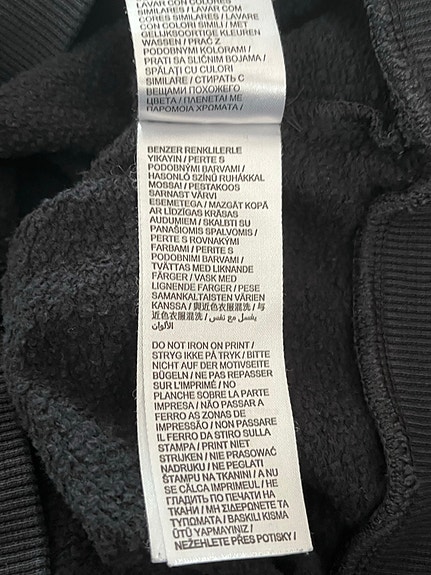 LAVAR CON COLORES
SIMILARES / LAVAR COM
CORES SIMILARES / LAVARE
CON COLORI SIMILI / MET
GELIJKSOORTIGE KLEUREN
WASSEN / PRAĆ Z
PODOBNYMI KOLORAMI /
PRATI SA SLIČNIM BOJAMA /
SPĂLAȚI CU CULORI
SIMILARE / СТИРАТЬ С
ВЕЩАМИ ПОХОЖЕГО
ЦВЕТА / ΠΛΕΝΕΤΑΙ ΜΕ
ΠΑΡΟΜΟΙΑ ΧΡΩΜΑΤΑ /
BENZER RENKLILERLE
YIKAYIN / PERTE S
PODOBNÝMI BARVAMI /
HASONLÓ SZÍNŰ RUHÁKKAL
MOSSAI / PESTAKOOS
SARNAST VÄRVI
ESEMETEGA / MAZGĀT KOPĀ
AR LĪDZĪGAS KRĀSAS
AUDUMIEM / SKALBTI SU
PANAŠIOMIS SPALVOMIS /
PERTE S ROVNAKÝMI
FARBAMI / PERITE S
PODOBNIMI BARVAMI /
TVÄTTAS MED LIKNANDE
FÄRGER / VASK MED
LIGNENDE FARGER / PESE
SAMANKALTAISTEN VÄRIEN
KANSSA / 與近色衣服混洗 / 与
近色衣服混洗 / يغسل مع نفس
الألوان
DO NOT IRON ON PRINT /
STRYG IKKE PÅ TRYK / BITTE
NICHT AUF DER MOTIVSEITE
BÜGELN / NE PAS REPASSER
SUR L'IMPRIMÉ / NO
PLANCHE SOBRE LA PARTE
IMPRESA / NÃO PASSAR A
FERRO AS ZONAS DE
IMPRESSÃO / NON PASSARE
IL FERRO DA STIRO SULLA
STAMPA / PRINT NIET
STRIJKEN / NIE PRASOWAĆ
NADRUKU / NE PEGLATI
ŠTAMPU NA TKANINI / A NU
SE CĂLCA IMPRIMEUL / НЕ
ГЛАДИТЬ ПО ПЕЧАТИ НА
ТКАНИ / ΜΗ ΣΙΔΕΡΩΝΕΤΕ ΤΑ
ΤΥΠΩΜΑΤΑ / BASKILI KISMA
ÜTÜ YAPMAYINIZ /
NEŽEHLETE PŘES POTISKY /